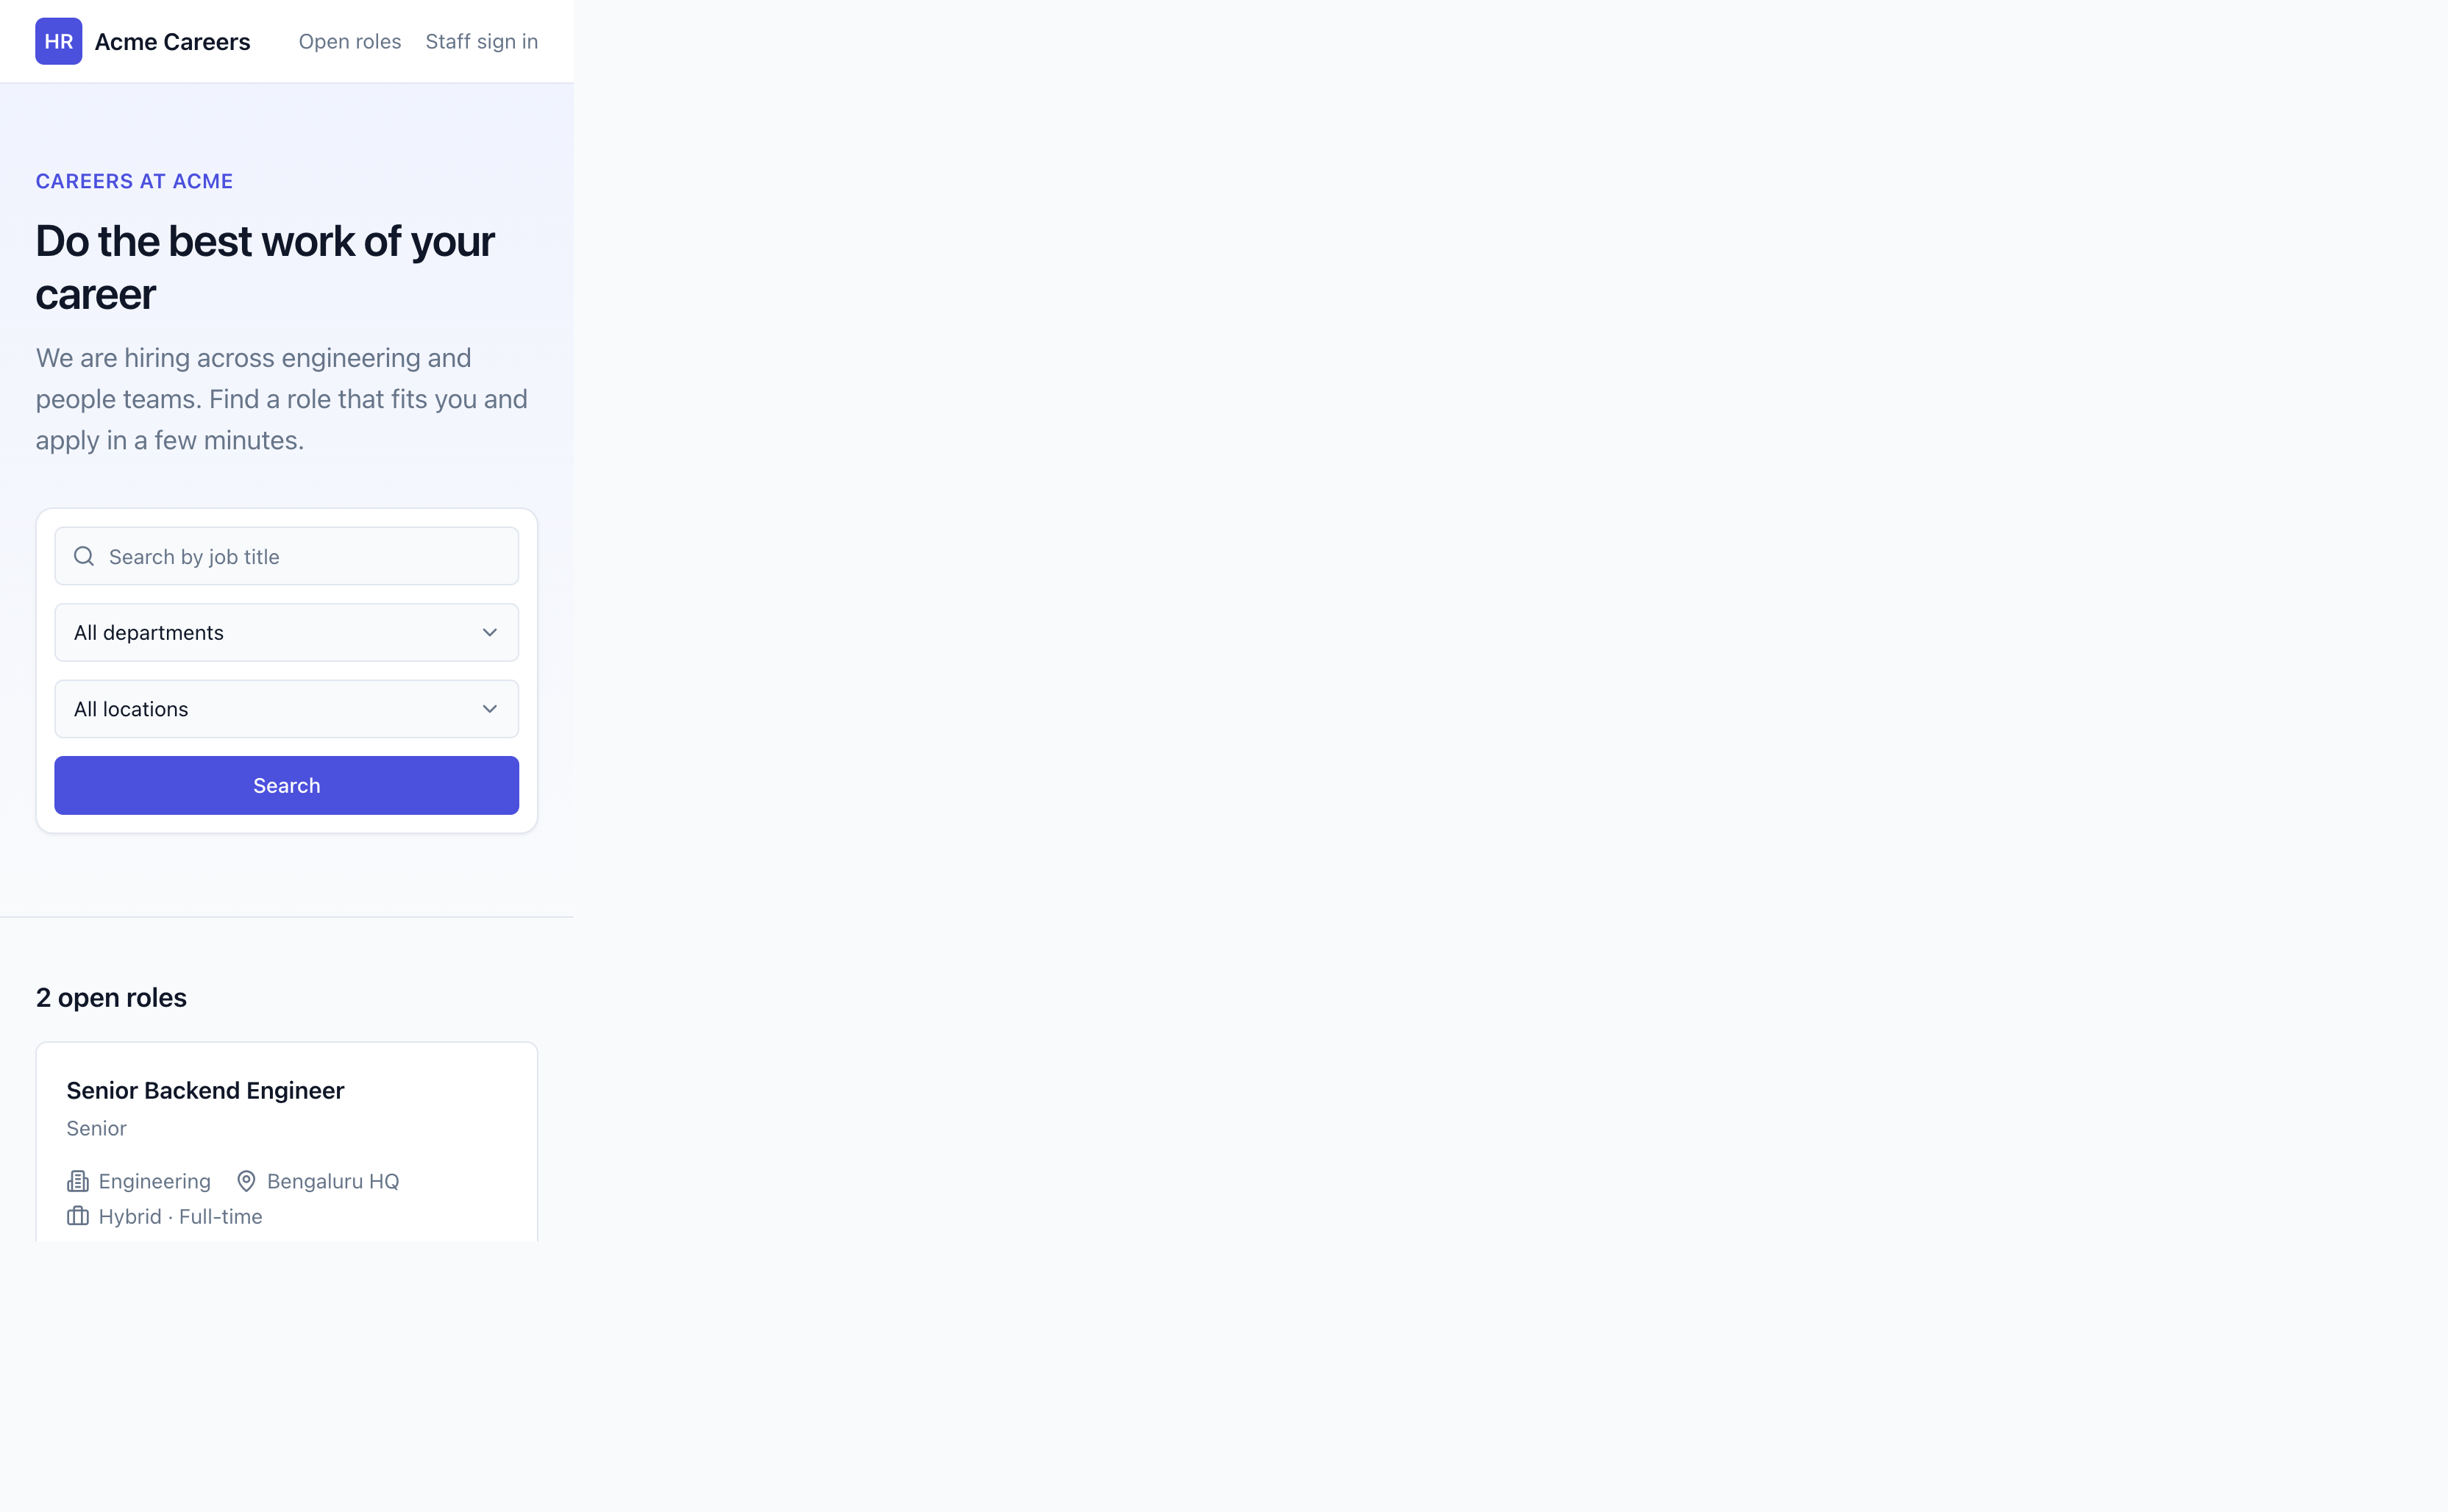 HR Acme Careers Open roles Staff sign in
CAREERS AT ACME
Do the best work of your
career
We are hiring across engineering and
people teams. Find a role that fits you and
apply in a few minutes.
Search by job title
All departments
All locations
Search
2 open roles
Senior Backend Engineer
Senior
Engineering Bengaluru HQ
Hybrid · Full-time